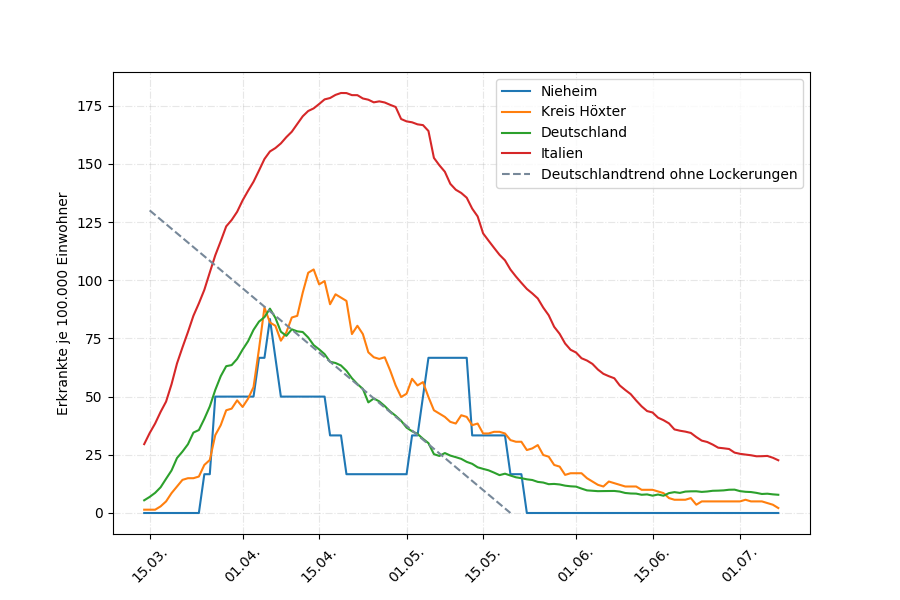 Erkrankte je 100.000 Einwohner
175
150
125
100
75
50
25
0
Nieheim
Kreis Höxter
Deutschland
Italien
Deutschlandtrend ohne Lockerungen
15.03.
01.04.
15.04.
01.05.
15.05.
01.06.
15.06.
01.07.